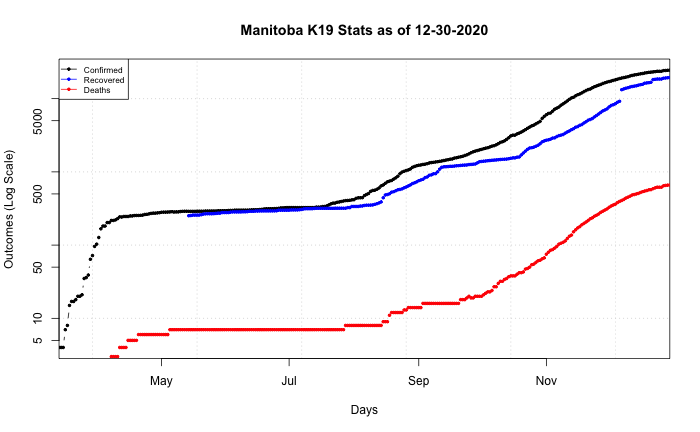 Manitoba K19 Stats as of 12-30-2020
Confirmed
Recovered
Deaths
Outcomes (Log Scale)
5000
500
50
10
5
May
Jul
Sep
Nov
Days